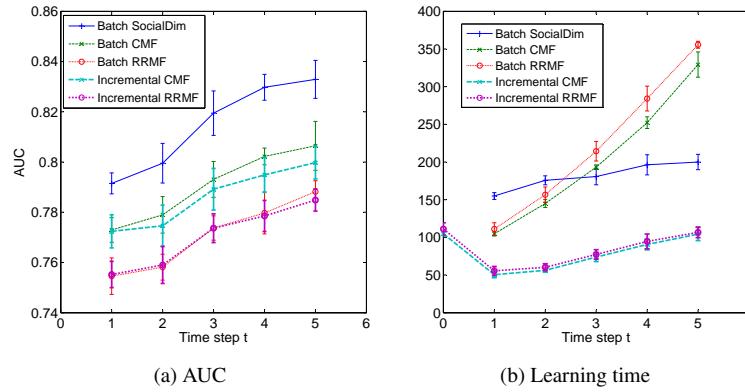 0.86
0.84
0.82
0.8
0.78
0.76
0.74
AUC
Batch SocialDim
Batch CMF
Batch RRMF
Incremental CMF
Incremental RRMF
0 1 2 3 4 5 6
Time step t
(a) AUC
400
350
300
250
200
150
100
50
0
Batch SocialDim
Batch CMF
Batch RRMF
Incremental CMF
Incremental RRMF
0 1 2 3 4 5
Time step t
(b) Learning time